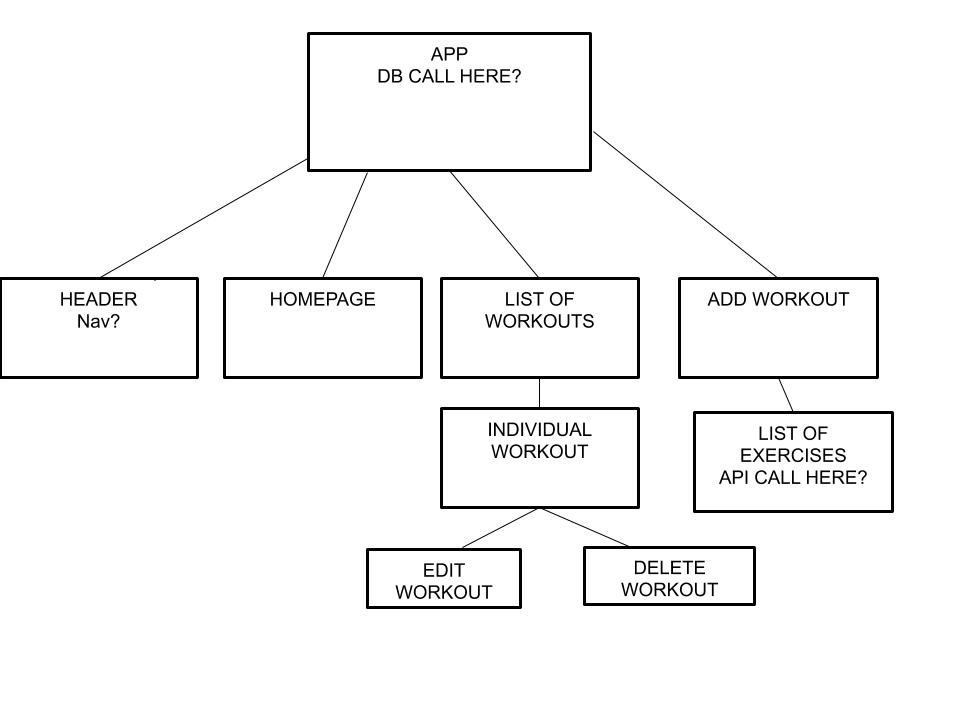 APP
DB CALL HERE?
HEADER
Nav?
HOMEPAGE
LIST OF
WORKOUTS
ADD WORKOUT
INDIVIDUAL
WORKOUT
LIST OF
EXERCISES
API CALL HERE?
EDIT
WORKOUT
DELETE
WORKOUT